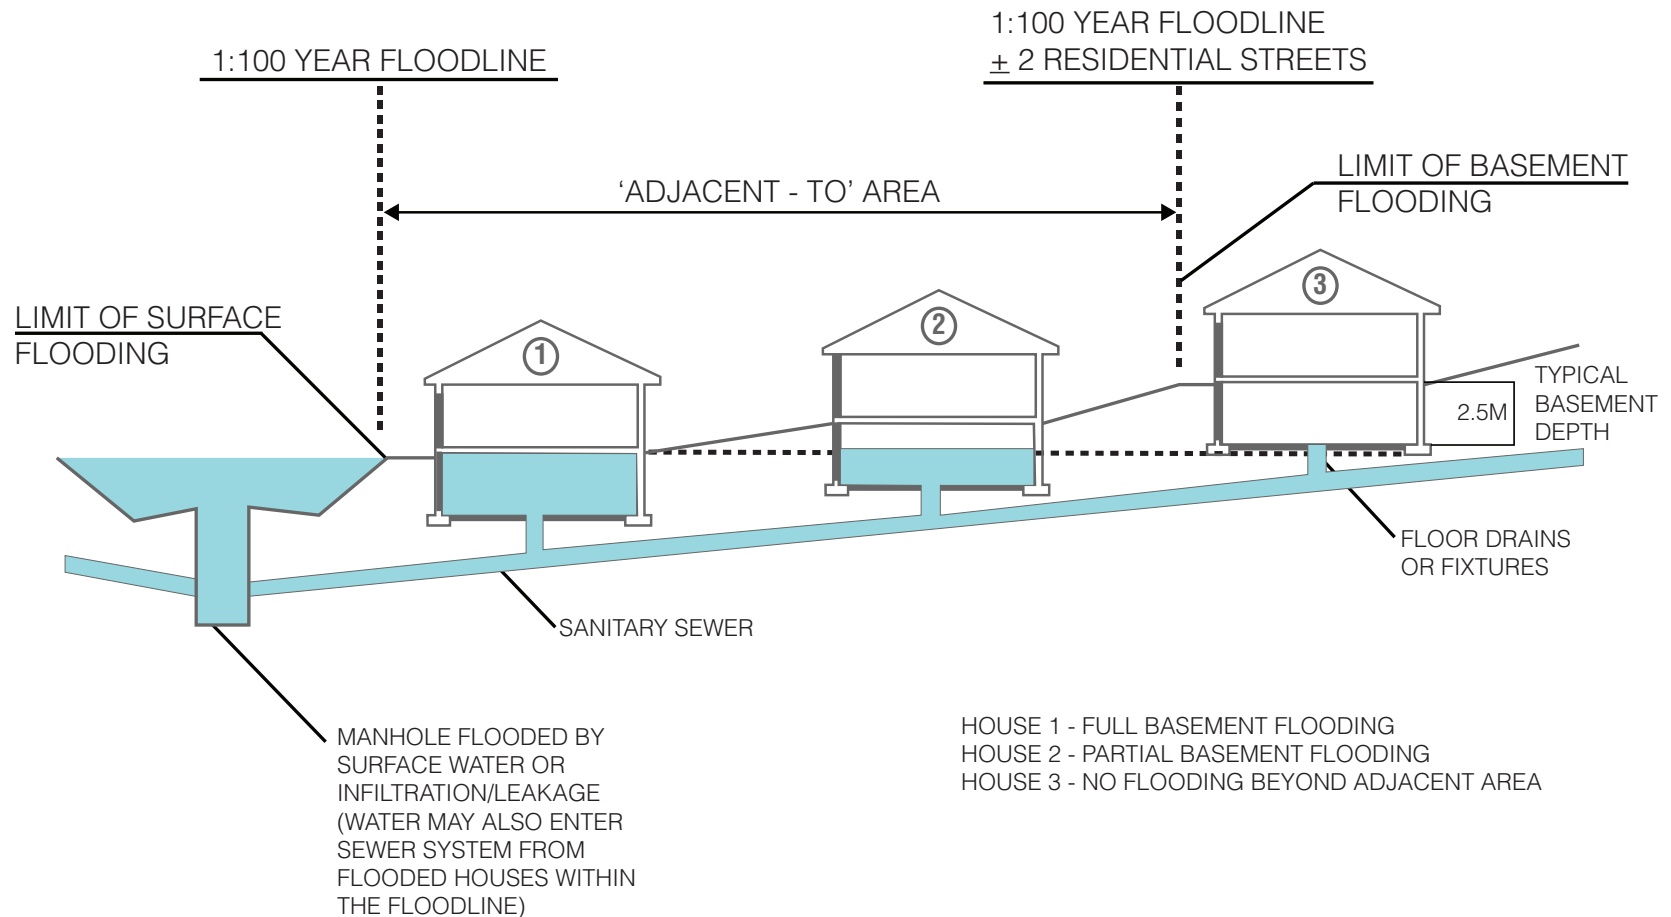 1:100 YEAR FLOODLINE
1:100 YEAR FLOODLINE
± 2 RESIDENTIAL STREETS
‘ADJACENT - TO’ AREA
LIMIT OF BASEMENT
FLOODING
LIMIT OF SURFACE
FLOODING
1
2
3
TYPICAL
BASEMENT
DEPTH
2.5M
FLOOR DRAINS
OR FIXTURES
SANITARY SEWER
MANHOLE FLOODED BY
SURFACE WATER OR
INFILTRATION/LEAKAGE
(WATER MAY ALSO ENTER
SEWER SYSTEM FROM
FLOODED HOUSES WITHIN
THE FLOODLINE)
HOUSE 1 - FULL BASEMENT FLOODING
HOUSE 2 - PARTIAL BASEMENT FLOODING
HOUSE 3 - NO FLOODING BEYOND ADJACENT AREA